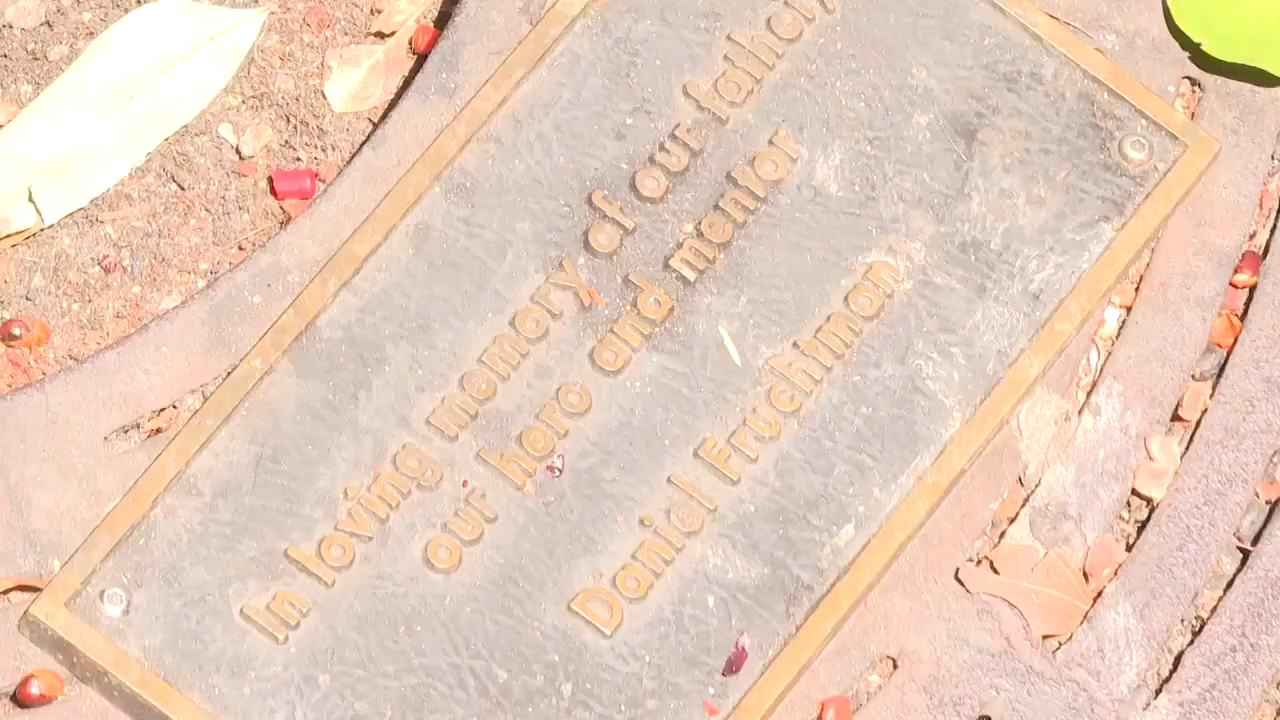 In loving memory of our father,
our hero and mentor
Daniel Fruchtman